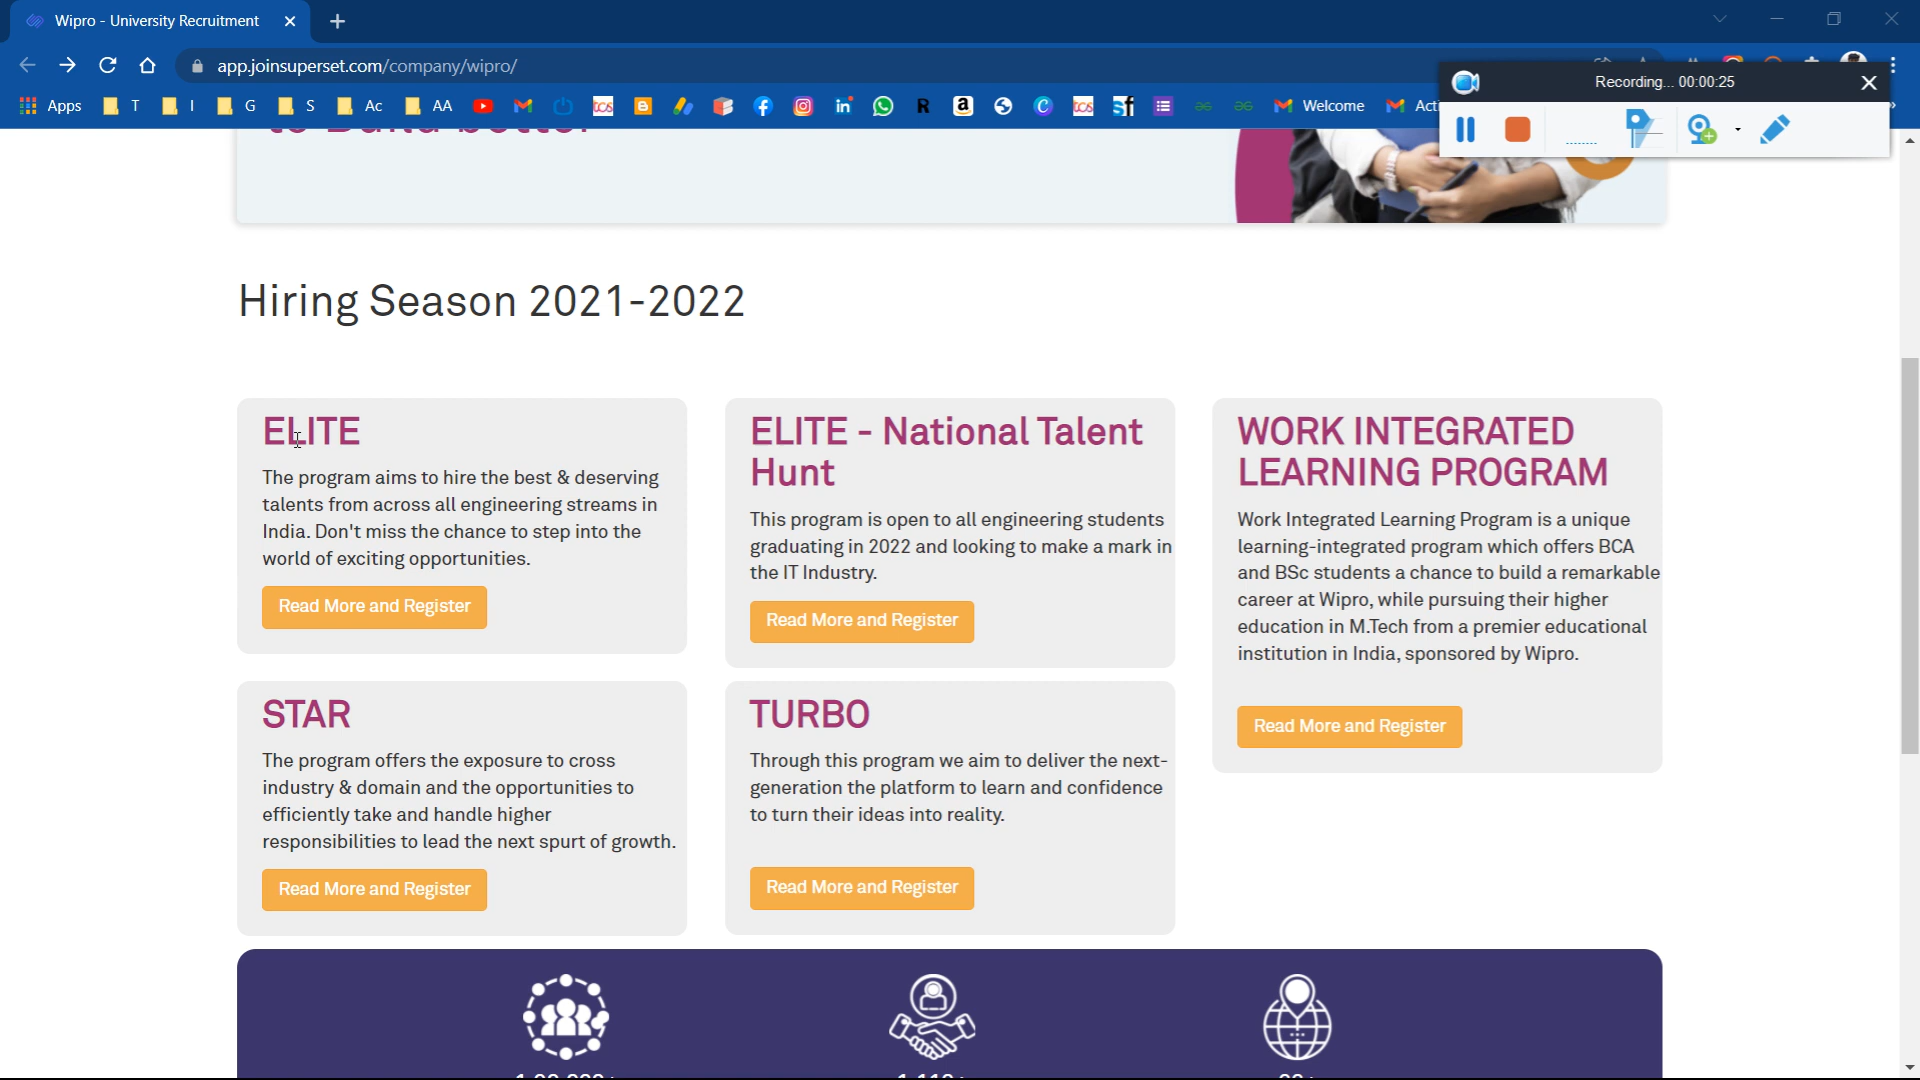 Wipro - University Recruitment
app.joinsuperset.com/company/wipro/
Recording... 00:00:25
Apps T I G S Ac AA Welcome
Hiring Season 2021-2022
ELITE
The program aims to hire the best & deserving
talents from across all engineering streams in
India. Don't miss the chance to step into the
world of exciting opportunities.
Read More and Register
ELITE - National Talent
Hunt
This program is open to all engineering students
graduating in 2022 and looking to make a mark in
the IT Industry.
Read More and Register
WORK INTEGRATED
LEARNING PROGRAM
Work Integrated Learning Program is a unique
learning-integrated program which offers BCA
and BSc students a chance to build a remarkable
career at Wipro, while pursuing their higher
education in M.Tech from a premier educational
institution in India, sponsored by Wipro.
Read More and Register
STAR
The program offers the exposure to cross
industry & domain and the opportunities to
efficiently take and handle higher
responsibilities to lead the next spurt of growth.
Read More and Register
TURBO
Through this program we aim to deliver the next-
generation the platform to learn and confidence
to turn their ideas into reality.
Read More and Register